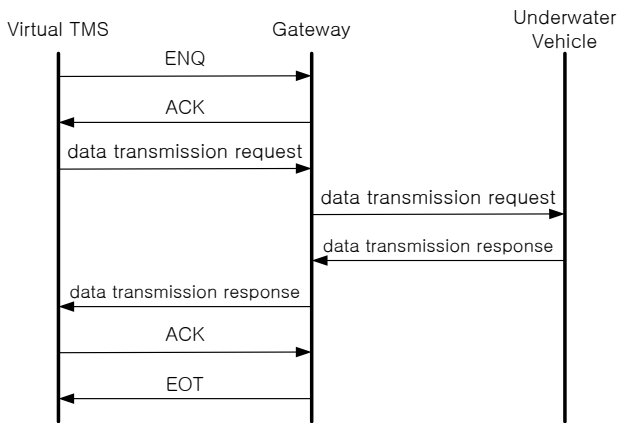 Virtual TMS
Gateway
Underwater
Vehicle
ENQ
ACK
data transmission request
data transmission request
data transmission response
data transmission response
ACK
EOT